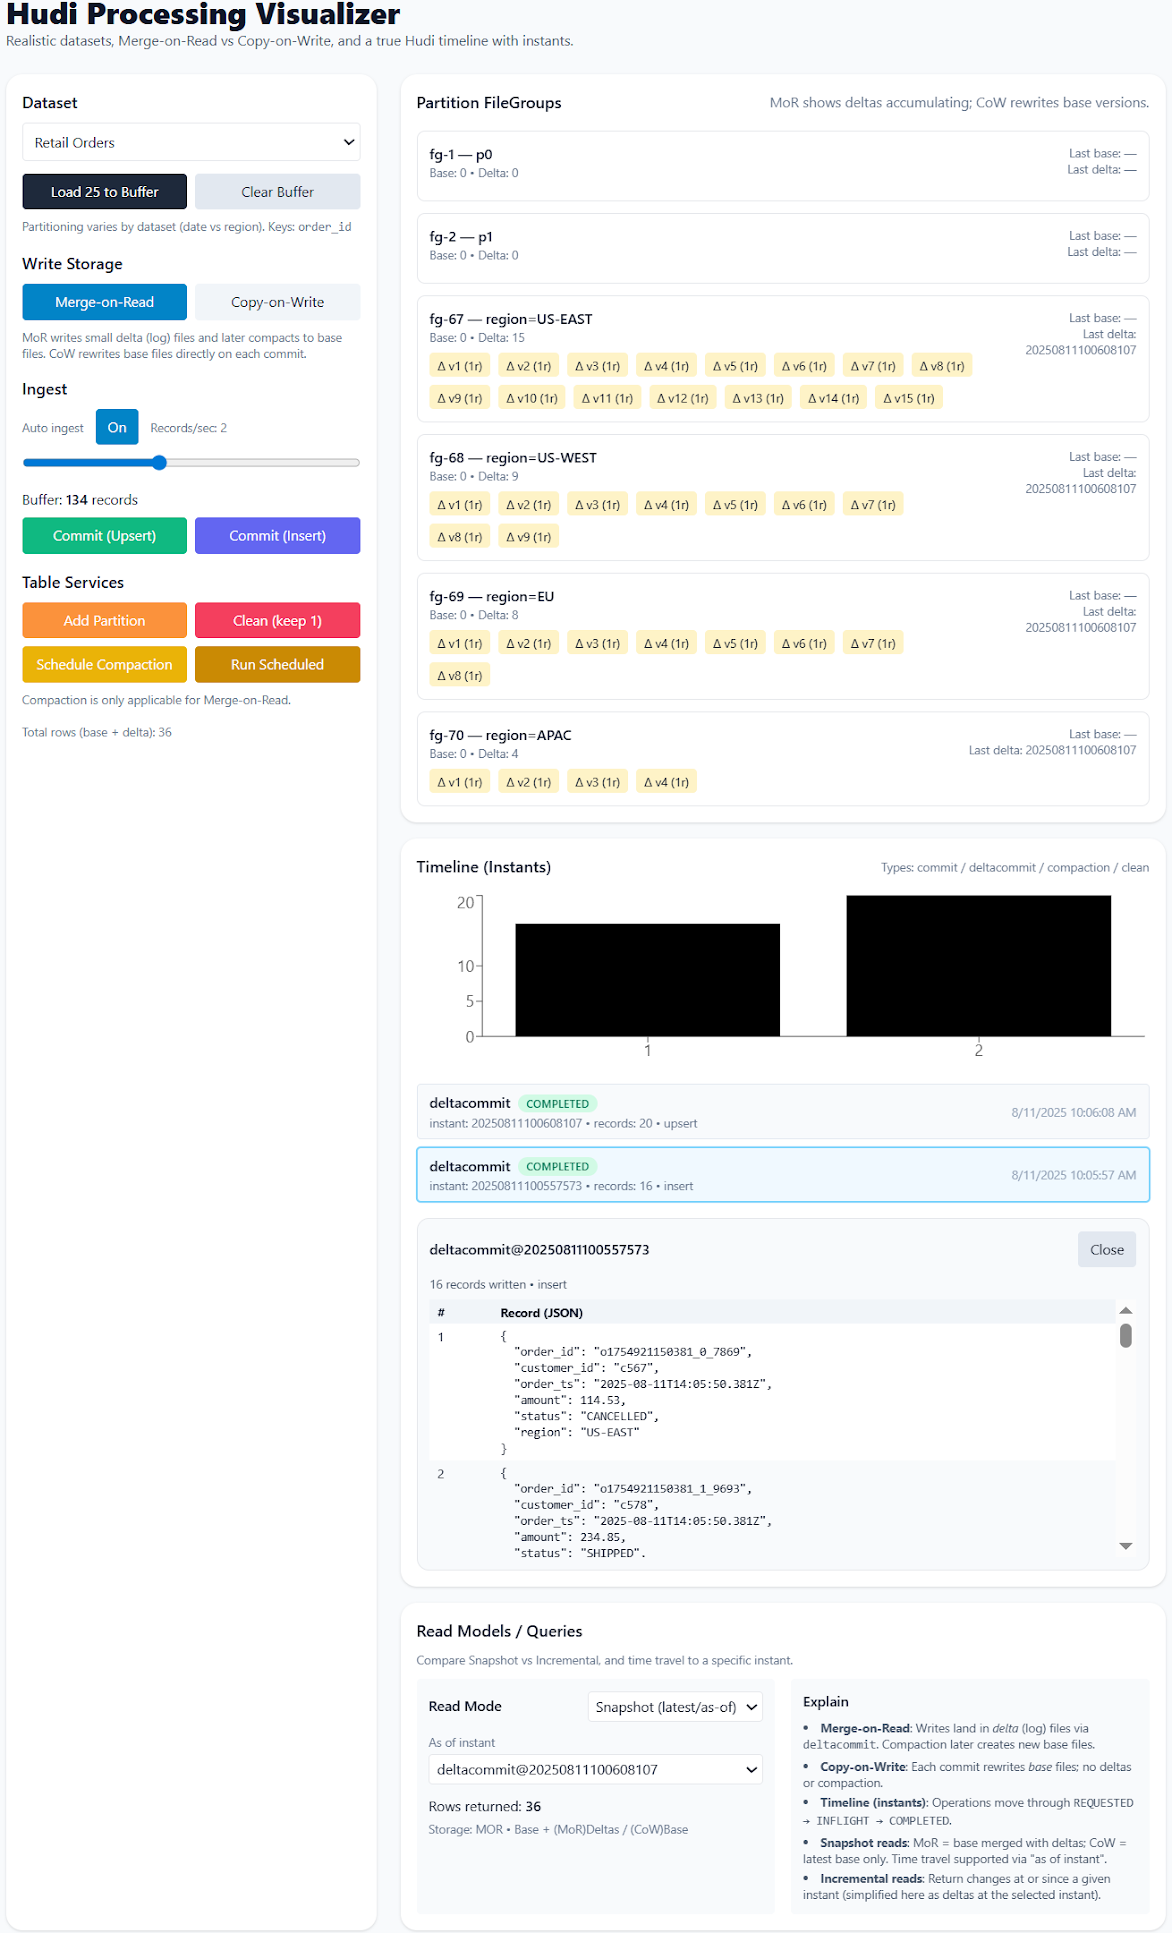 Hudi Processing Visualizer
Realistic datasets, Merge-on-Read vs Copy-on-Write, and a true Hudi timeline with instants.
Dataset
Retail Orders
Load 25 to Buffer
Clear Buffer
Partitioning varies by dataset (date vs region). Keys: order_id
Write Storage
Merge-on-Read
Copy-on-Write
MoR writes small delta (log) files and later compacts to base
files. CoW rewrites base files directly on each commit.
Ingest
Auto ingest
On
Records/sec: 2
Buffer: 134 records
Commit (Upsert)
Commit (Insert)
Table Services
Add Partition
Clean (keep 1)
Schedule Compaction
Run Scheduled
Compaction is only applicable for Merge-on-Read.
Total rows (base + delta): 36
Partition FileGroups
MoR shows deltas accumulating; CoW rewrites base versions.
fg-1 — p0
Base: 0 • Delta: 0
Last base: —
Last delta: —
fg-2 — p1
Base: 0 • Delta: 0
Last base: —
Last delta: —
fg-67 — region=US-EAST
Base: 0 • Delta: 15
Last base: —
Last delta:
20250811100608107
Δ v1 (1r) Δ v2 (1r) Δ v3 (1r) Δ v4 (1r) Δ v5 (1r) Δ v6 (1r) Δ v7 (1r) Δ v8 (1r)
Δ v9 (1r) Δ v10 (1r) Δ v11 (1r) Δ v12 (1r) Δ v13 (1r) Δ v14 (1r) Δ v15 (1r)
fg-68 — region=US-WEST
Base: 0 • Delta: 9
Last base: —
Last delta:
20250811100608107
Δ v1 (1r) Δ v2 (1r) Δ v3 (1r) Δ v4 (1r) Δ v5 (1r) Δ v6 (1r) Δ v7 (1r)
Δ v8 (1r) Δ v9 (1r)
fg-69 — region=EU
Base: 0 • Delta: 8
Last base: —
Last delta:
20250811100608107
Δ v1 (1r) Δ v2 (1r) Δ v3 (1r) Δ v4 (1r) Δ v5 (1r) Δ v6 (1r) Δ v7 (1r)
Δ v8 (1r)
fg-70 — region=APAC
Base: 0 • Delta: 4
Last base: —
Last delta: 20250811100608107
Δ v1 (1r) Δ v2 (1r) Δ v3 (1r) Δ v4 (1r)
Timeline (Instants)
Types: commit / deltacommit / compaction / clean
20
10
5
0
1
2
deltacommit COMPLETED
instant: 20250811100608107 • records: 20 • upsert
8/11/2025 10:06:08 AM
deltacommit COMPLETED
instant: 20250811100557573 • records: 16 • insert
8/11/2025 10:05:57 AM
deltacommit@20250811100557573
Close
16 records written • insert
# Record (JSON)
1 {
"order_id": "o1754921150381_0_7869",
"customer_id": "c567",
"order_ts": "2025-08-11T14:05:50.381Z",
"amount": 114.53,
"status": "CANCELLED",
"region": "US-EAST"
}
2 {
"order_id": "o1754921150381_1_9693",
"customer_id": "c578",
"order_ts": "2025-08-11T14:05:50.381Z",
"amount": 234.85,
"status": "SHIPPED",
Read Models / Queries
Compare Snapshot vs Incremental, and time travel to a specific instant.
Read Mode
Snapshot (latest/as-of)
As of instant
deltacommit@20250811100608107
Rows returned: 36
Storage: MOR • Base + (MoR)Deltas / (CoW)Base
Explain
• Merge-on-Read: Writes land in delta (log) files via
deltacommit. Compaction later creates new base files.
• Copy-on-Write: Each commit rewrites base files; no deltas
or compaction.
• Timeline (instants): Operations move through REQUESTED
→ INFLIGHT → COMPLETED.
• Snapshot reads: MoR = base merged with deltas; CoW =
latest base only. Time travel supported via "as of instant".
• Incremental reads: Return changes at or since a given
instant (simplified here as deltas at the selected instant).